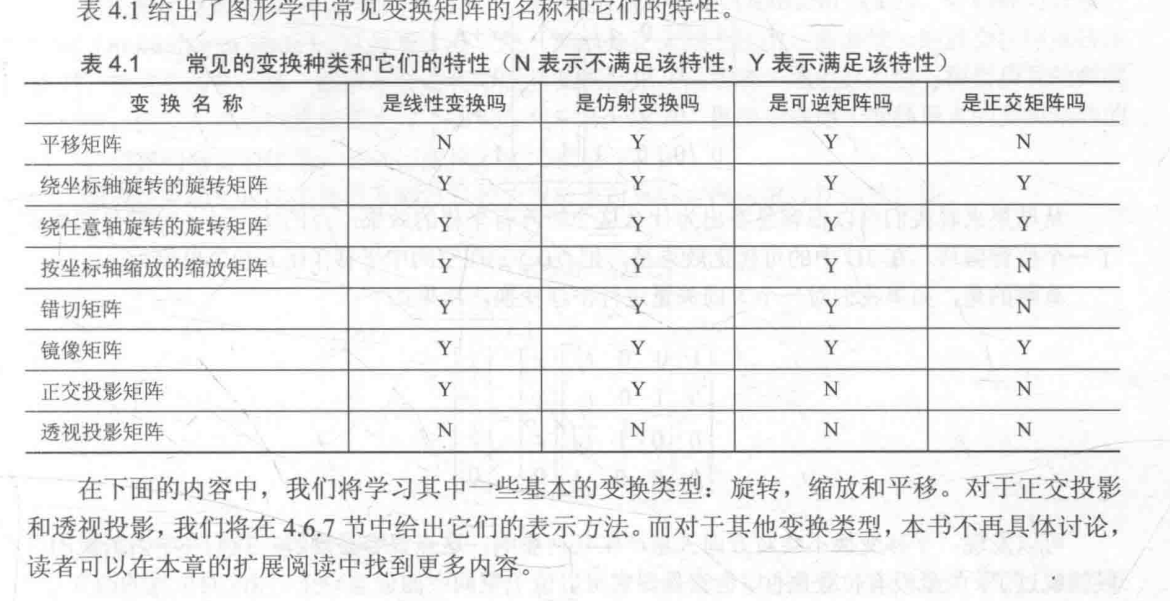 表 4.1 给出了图形学中常见变换矩阵的名称和它们的特性。
表 4.1 常见的变换种类和它们的特性（N 表示不满足该特性，Y 表示满足该特性）
变 换 名 称 是线性变换吗 是仿射变换吗 是可逆矩阵吗 是正交矩阵吗
平移矩阵 N Y Y N
绕坐标轴旋转的旋转矩阵 Y Y Y Y
绕任意轴旋转的旋转矩阵 Y Y Y Y
按坐标轴缩放的缩放矩阵 Y Y Y N
错切矩阵 Y Y Y N
镜像矩阵 Y Y Y Y
正交投影矩阵 Y Y N N
透视投影矩阵 N N N N
在下面的内容中，我们将学习其中一些基本的变换类型：旋转，缩放和平移。对于正交投影
和透视投影，我们将在 4.6.7 节中给出它们的表示方法。而对于其他变换类型，本书不再具体讨论，
读者可以在本章的扩展阅读中找到更多内容。